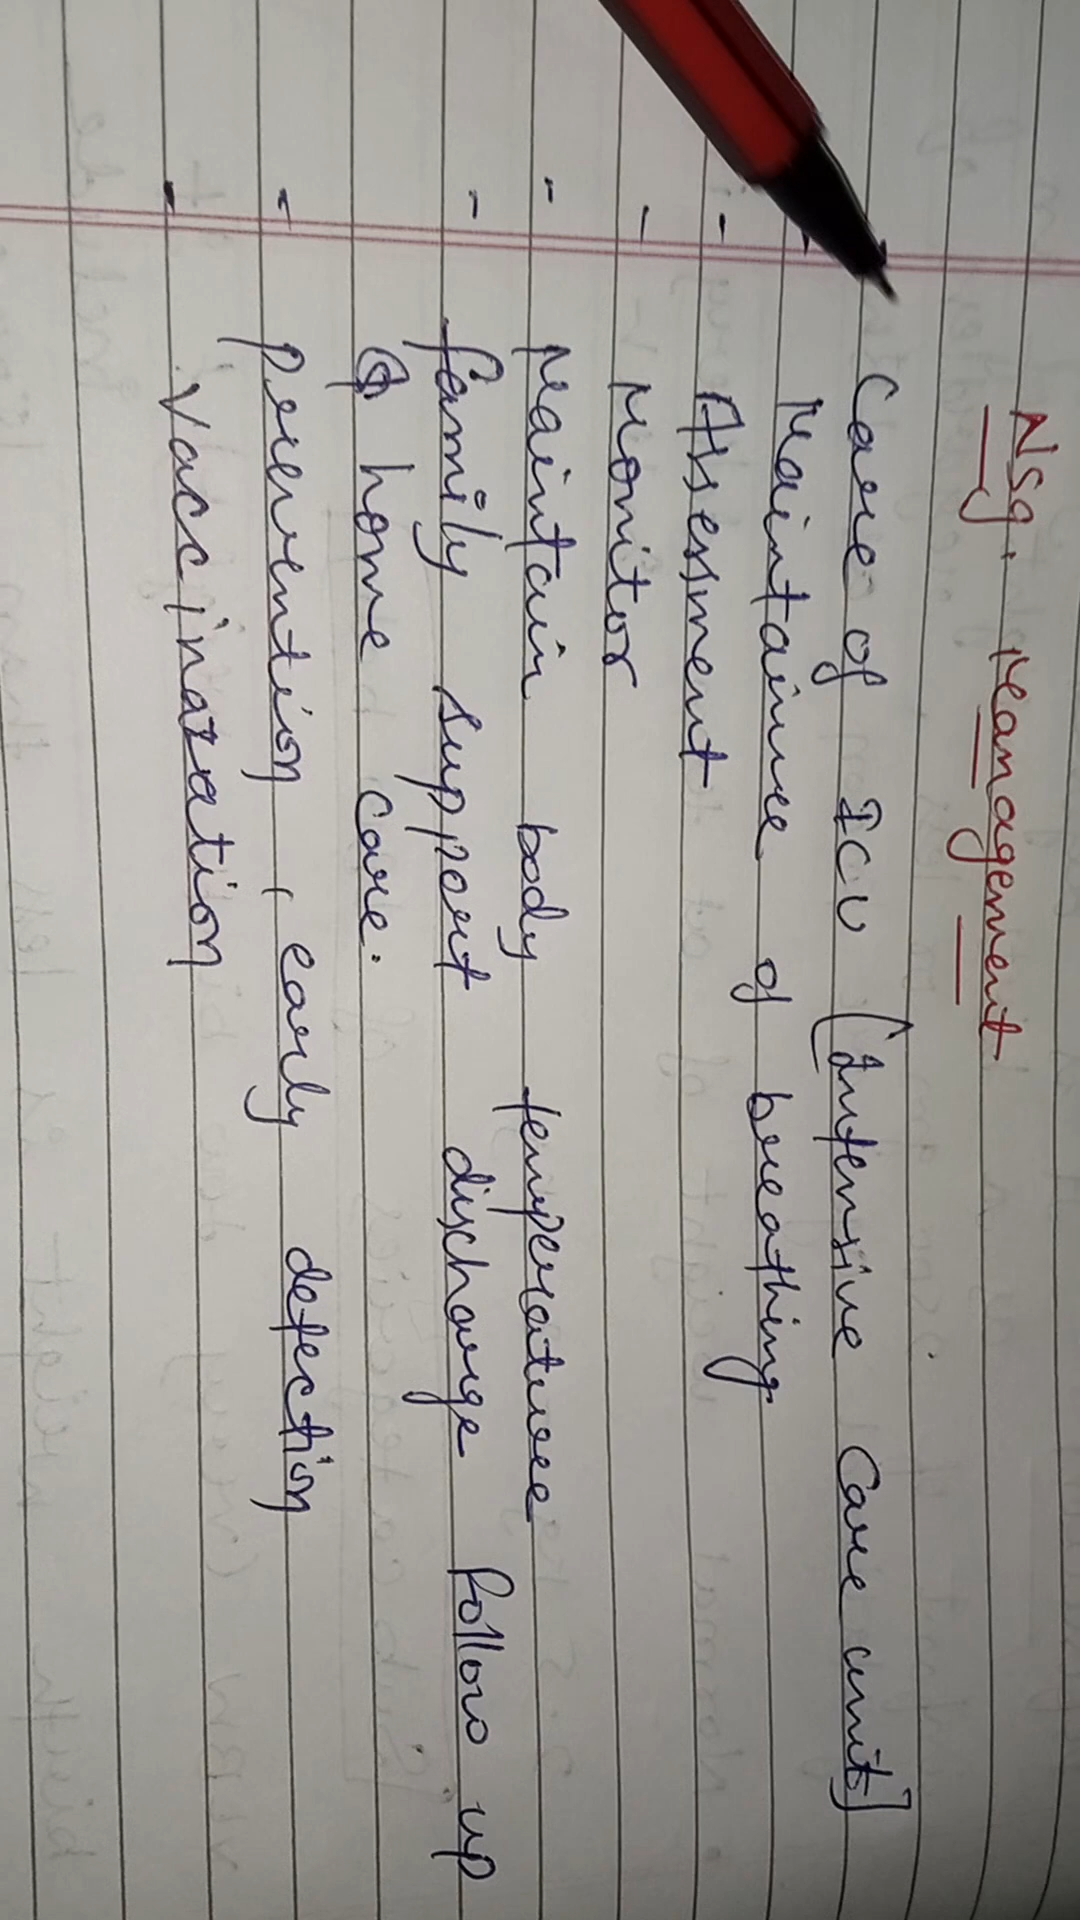 Nsg. Management
Care of ICU [Intensive Care unit]
- Maintainee of breathing
- Assessment
- Monitor
- Maintain body temperature
- family support discharge follow up
& home care.
- prevention, early detection
- Vaccination